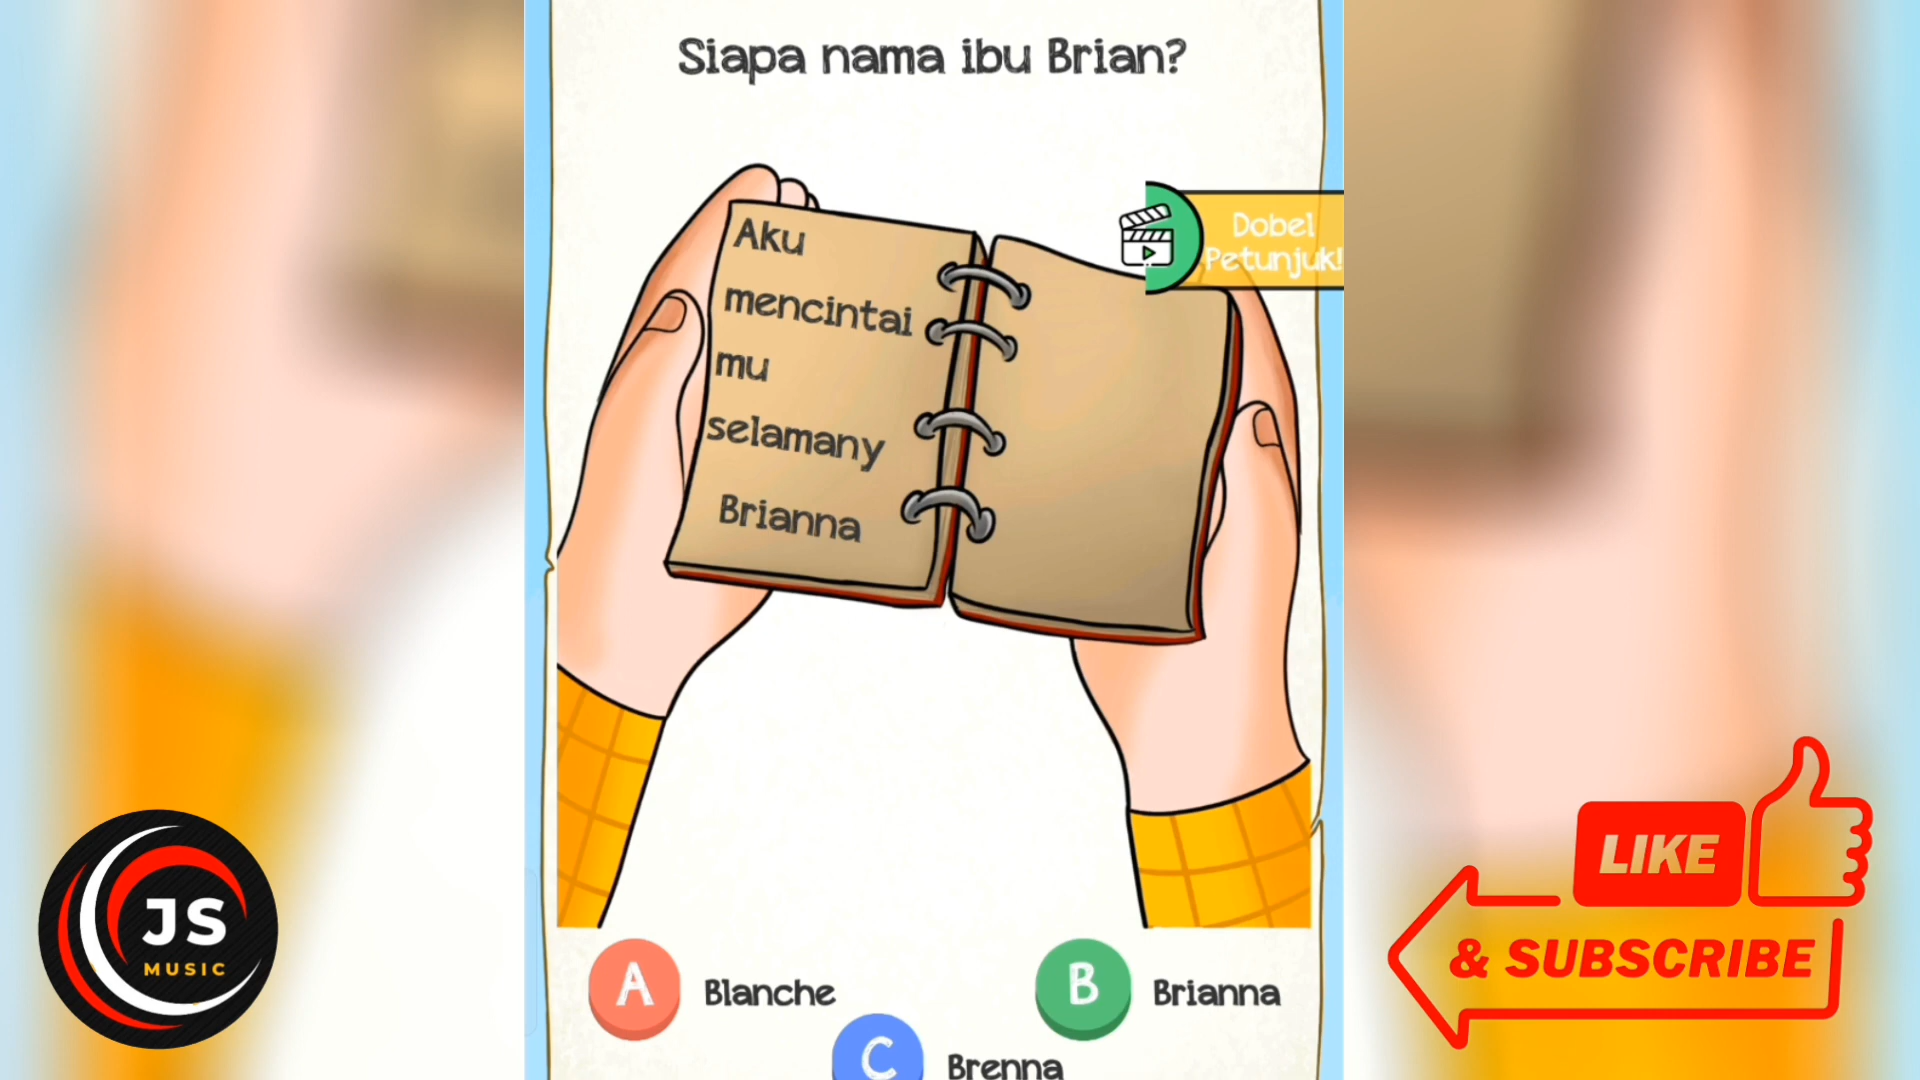 Siapa nama ibu Brian?
Dobel
Petunjuk!
Aku
mencintai
mu
selamany
Brianna
A Blanche
B Brianna
C Brenna
JS
MUSIC
LIKE
& SUBSCRIBE